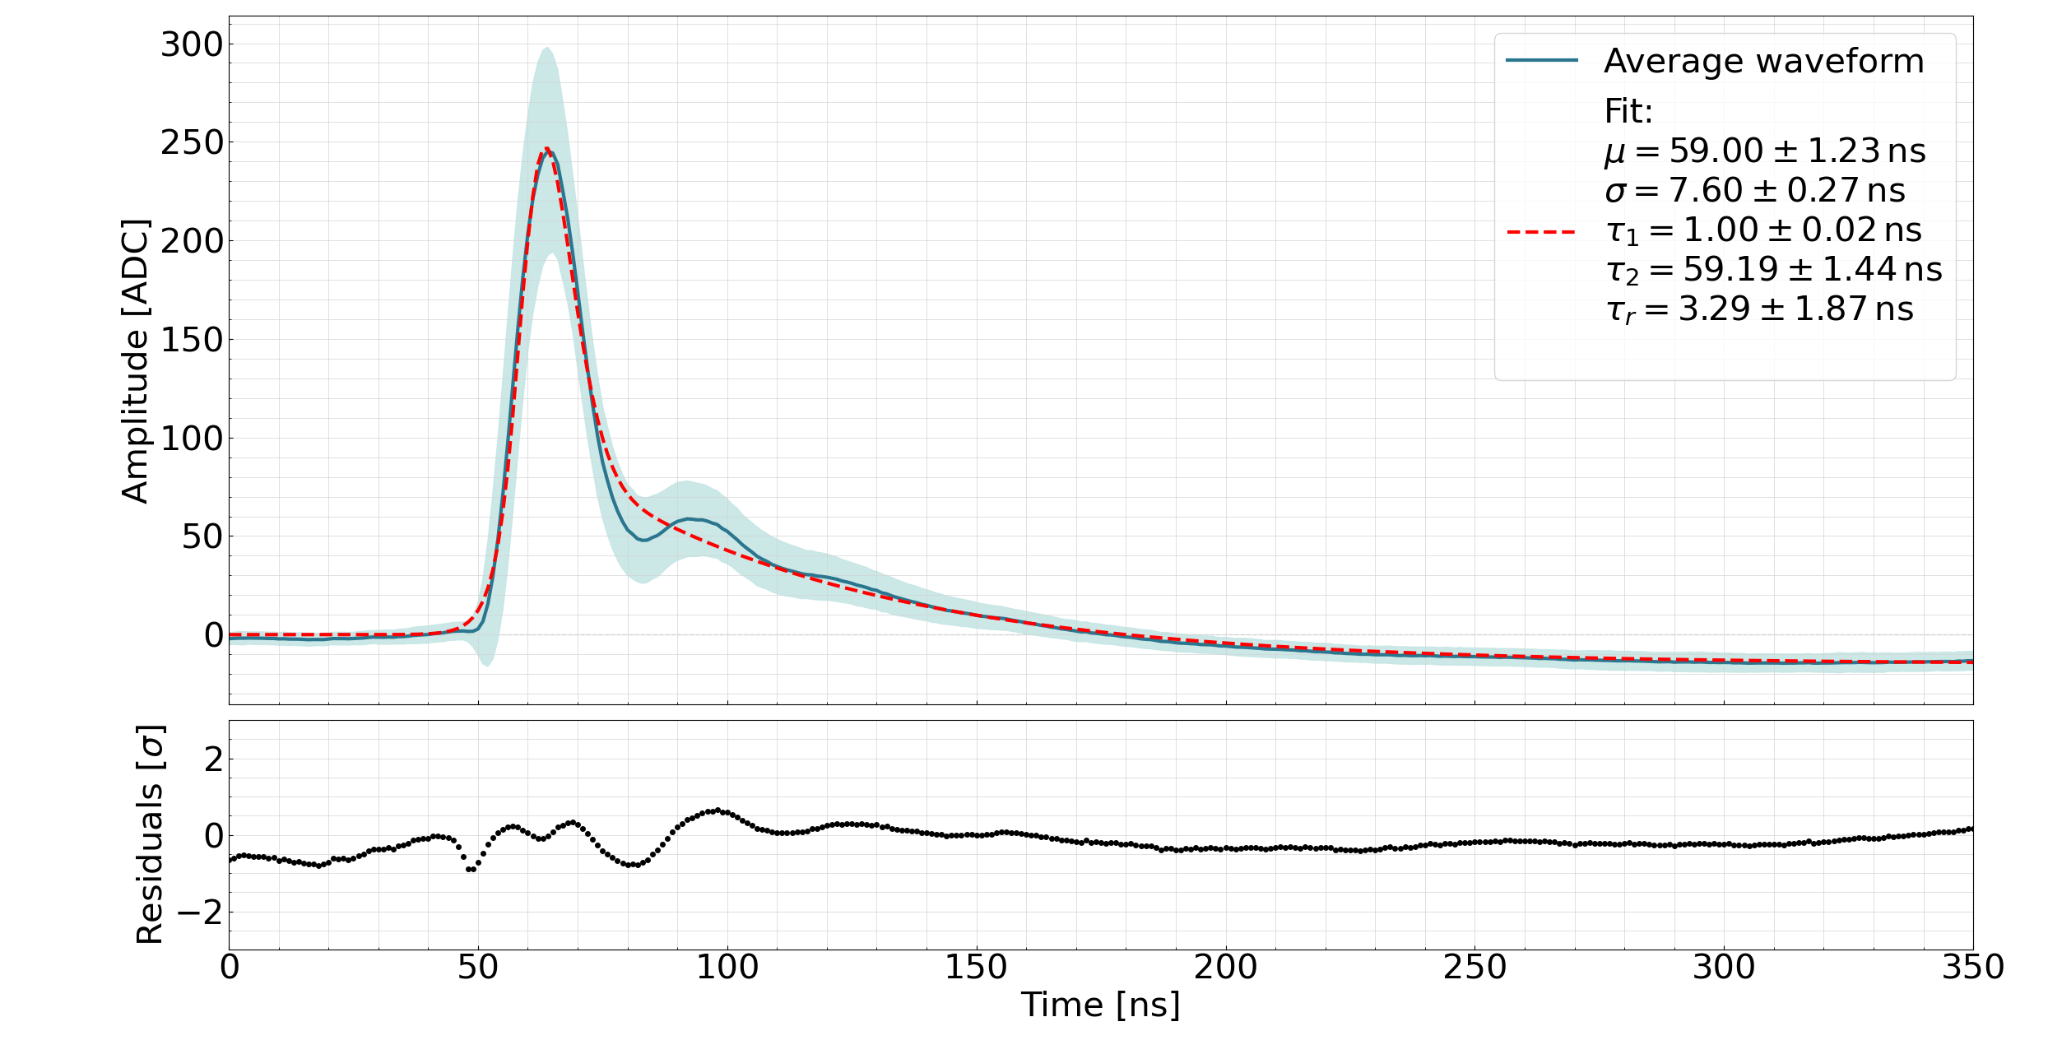 300
250
200
150
100
50
0
Amplitude [ADC]
Average waveform
Fit:
μ = 59.00 ± 1.23 ns
σ = 7.60 ± 0.27 ns
τ₁ = 1.00 ± 0.02 ns
τ₂ = 59.19 ± 1.44 ns
τᵣ = 3.29 ± 1.87 ns
2
0
−2
Residuals [σ]
0 50 100 150 200 250 300 350
Time [ns]